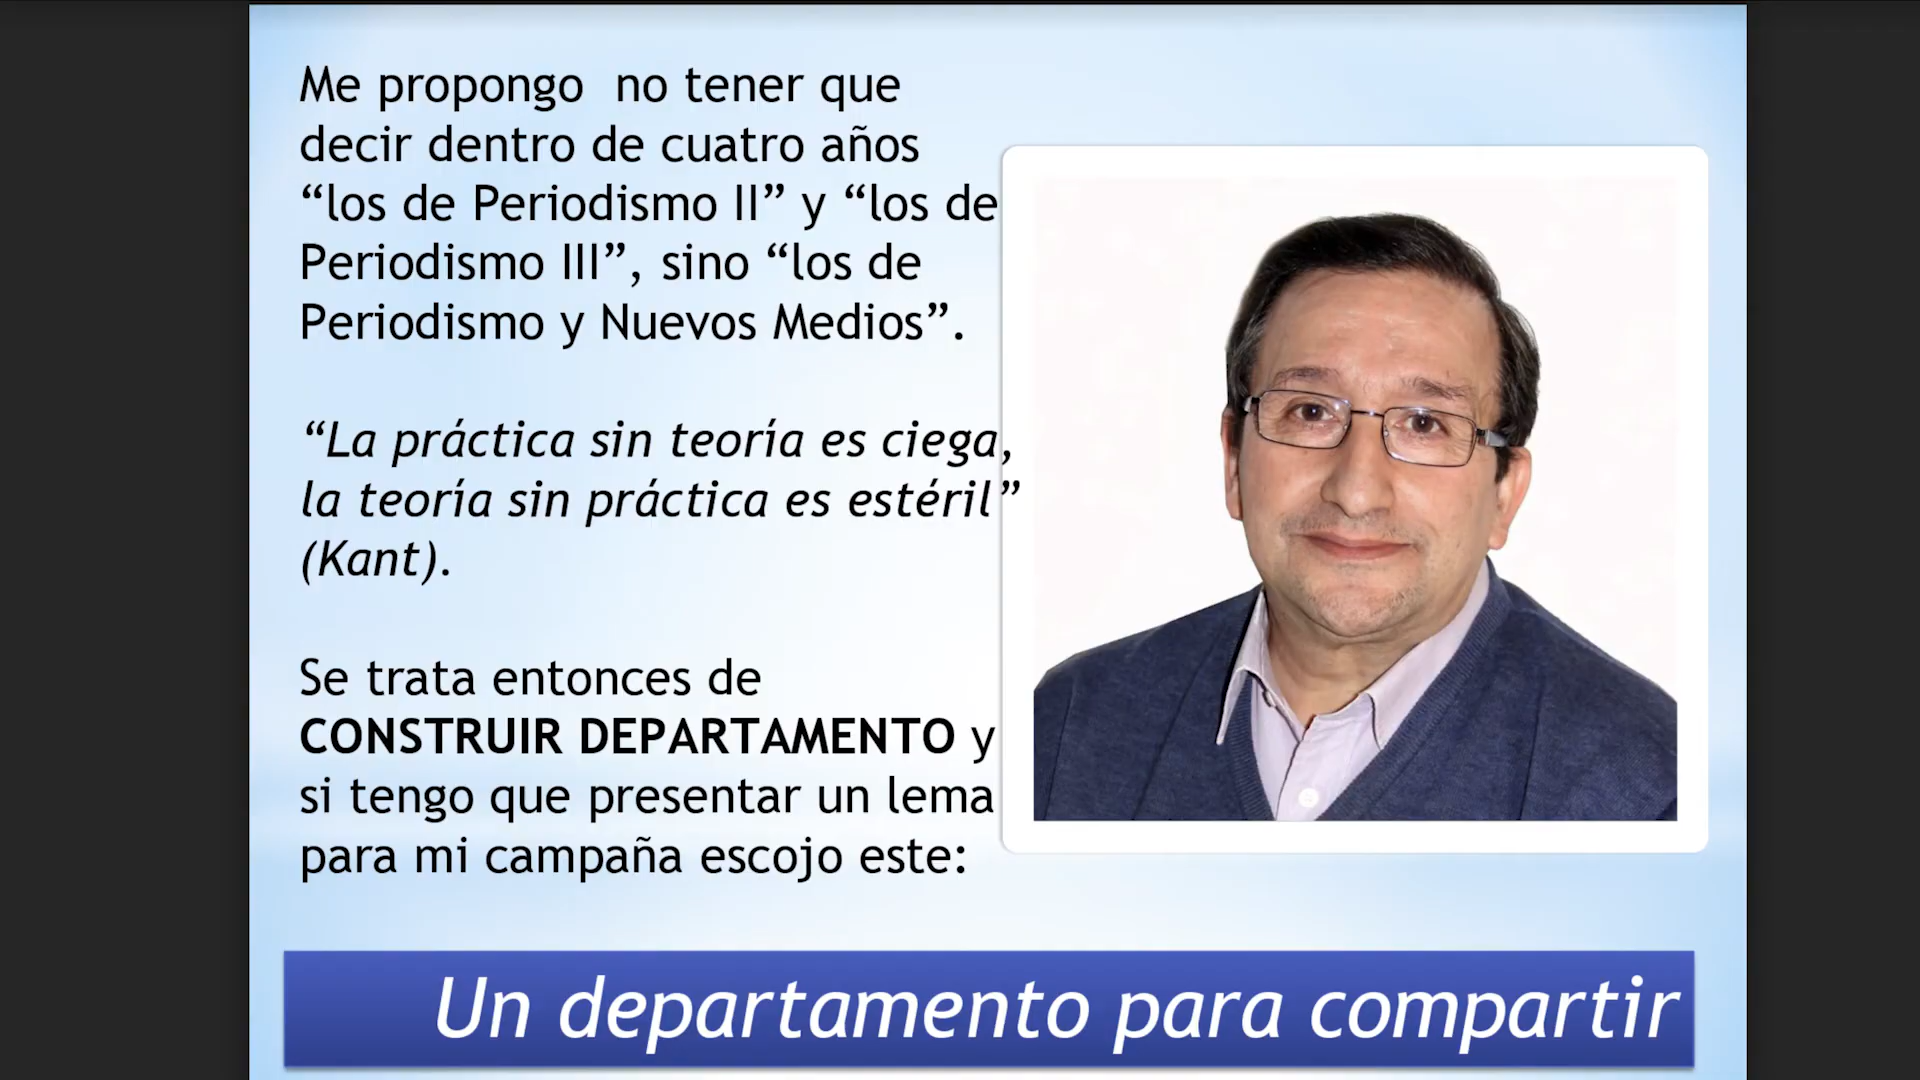 Me propongo  no tener que
decir dentro de cuatro años
“los de Periodismo II” y “los de
Periodismo III”, sino “los de
Periodismo y Nuevos Medios”.
“La práctica sin teoría es ciega,
la teoría sin práctica es estéril”
(Kant).
Se trata entonces de
CONSTRUIR DEPARTAMENTO y
si tengo que presentar un lema
para mi campaña escojo este:
Un departamento para compartir